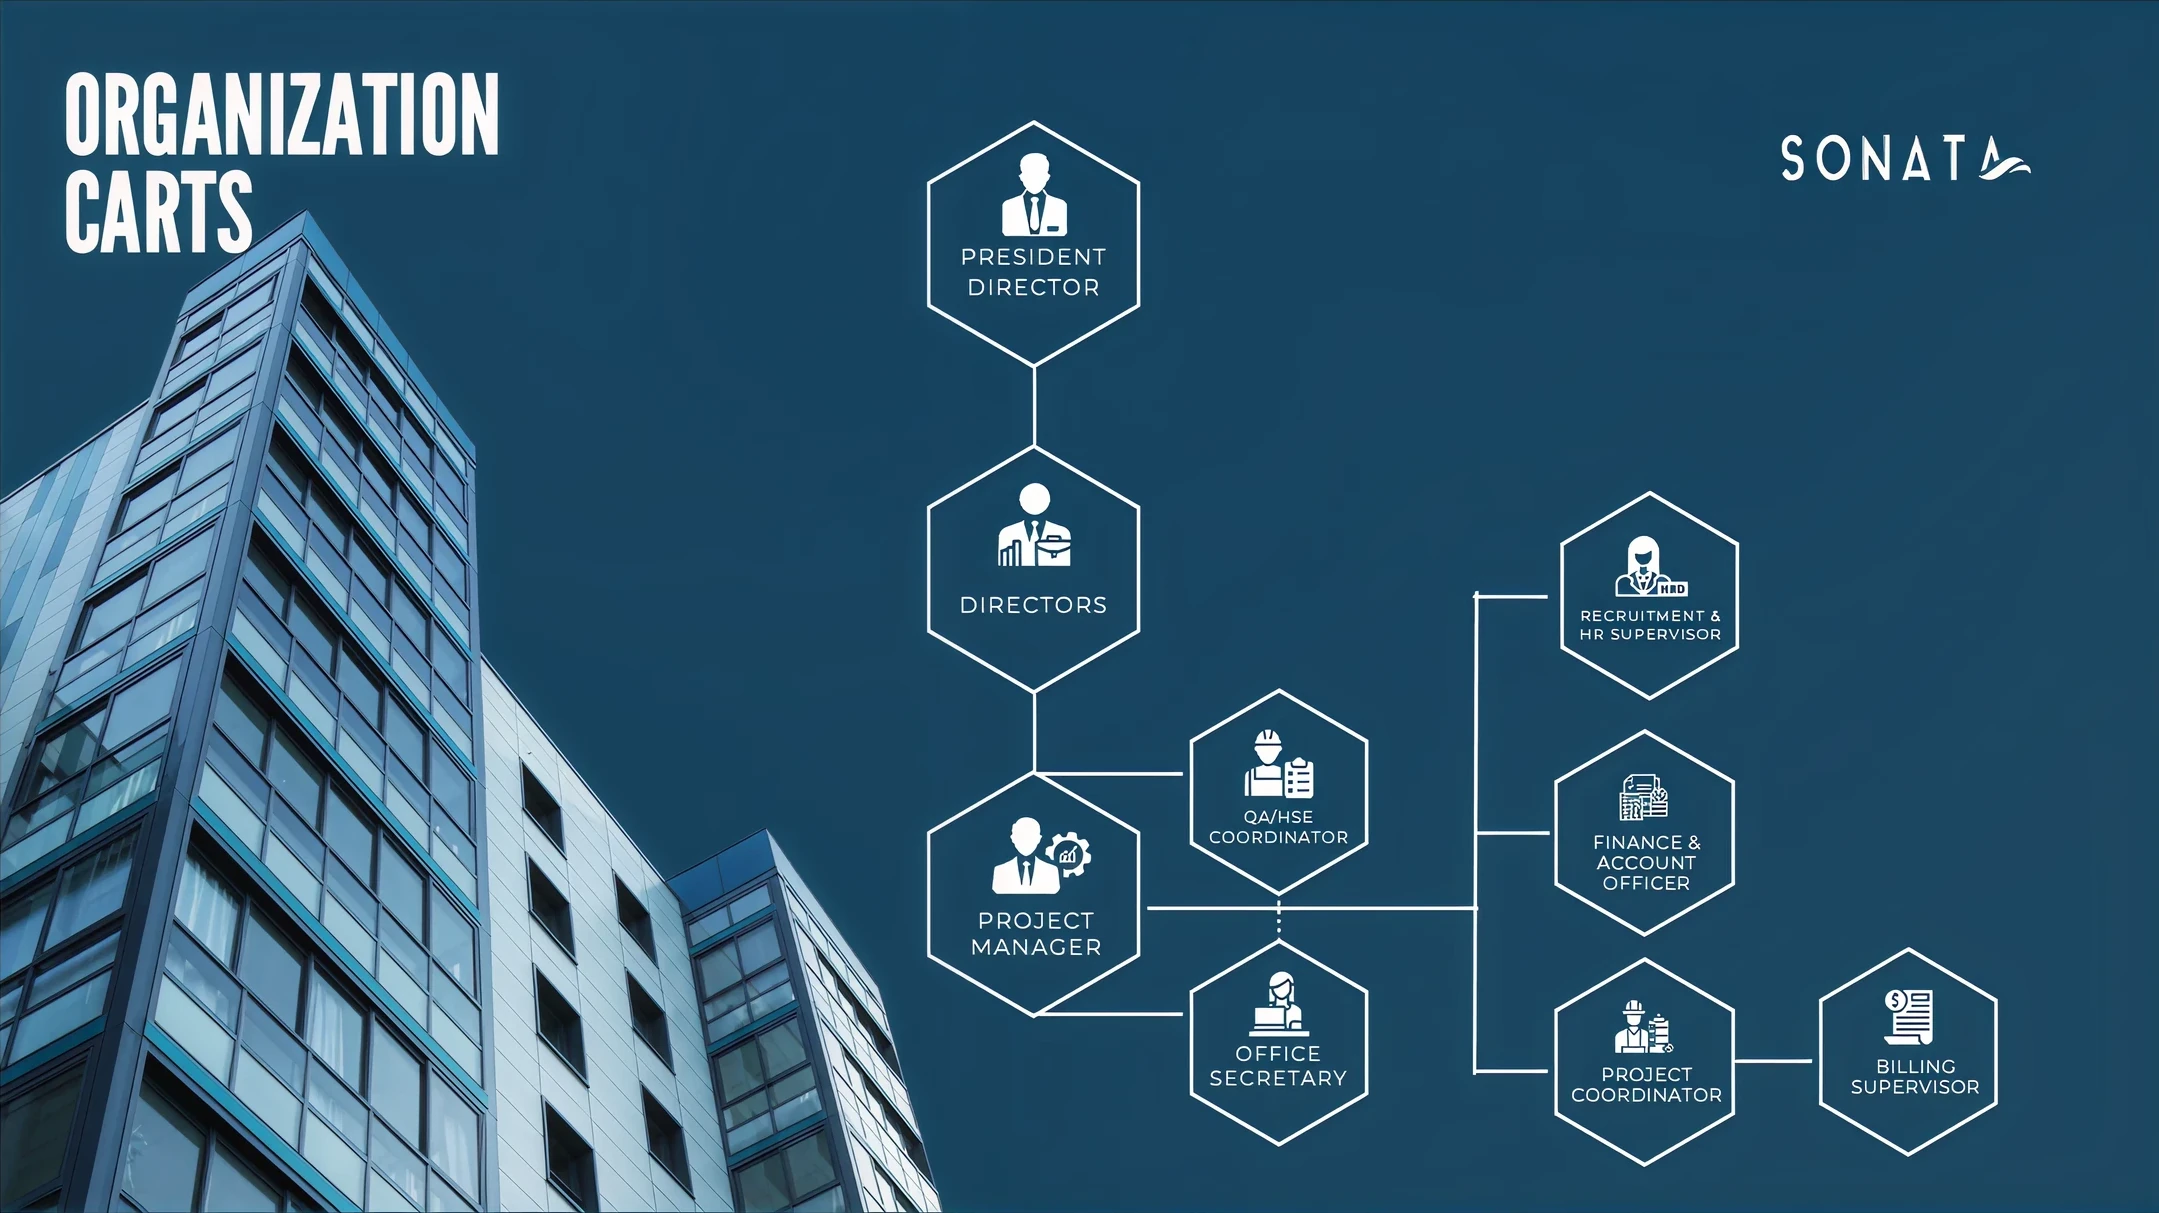 ORGANIZATION
CARTS
SONATA
PRESIDENT
DIRECTOR
DIRECTORS
RECRUITMENT &
HR SUPERVISOR
HRD
QA/HSE
COORDINATOR
FINANCE &
ACCOUNT
OFFICER
PROJECT
MANAGER
OFFICE
SECRETARY
PROJECT
COORDINATOR
$
BILLING
SUPERVISOR